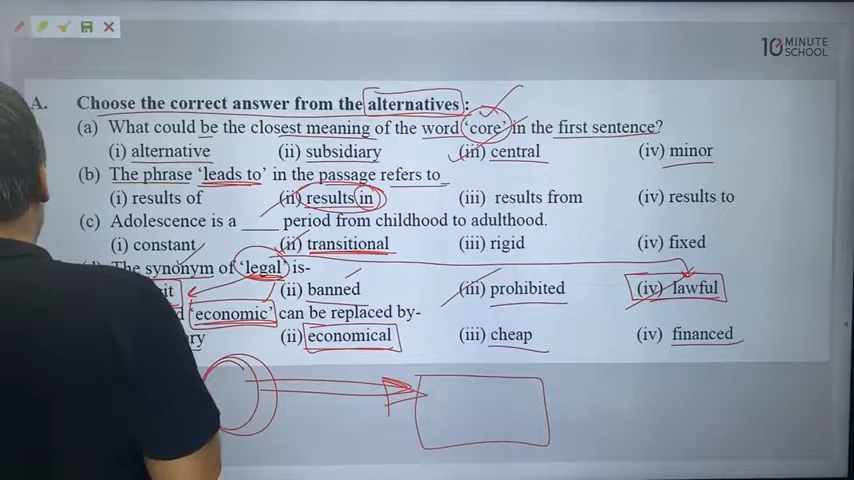 10 MINUTE SCHOOL
A. Choose the correct answer from the alternatives :
(a) What could be the closest meaning of the word ‘core’ in the first sentence?
(i) alternative (ii) subsidiary (iii) central (iv) minor
(b) The phrase ‘leads to’ in the passage refers to
(i) results of (ii) results in (iii) results from (iv) results to
(c) Adolescence is a ____ period from childhood to adulthood.
(i) constant (ii) transitional (iii) rigid (iv) fixed
The synonym of ‘legal’ is-
(ii) banned (iii) prohibited (iv) lawful
‘economic’ can be replaced by-
(ii) economical (iii) cheap (iv) financed